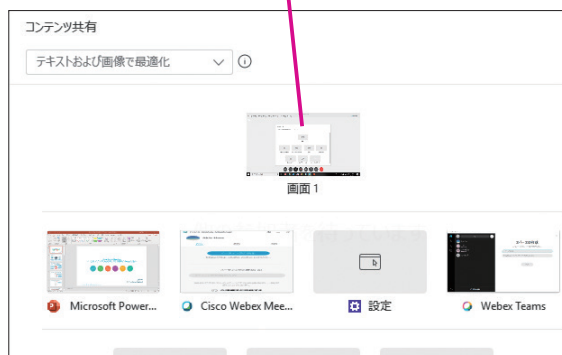 コンテンツ共有
テキストおよび画像で最適化
画面 1
Microsoft Power...
Cisco Webex Mee...
設定
Webex Teams